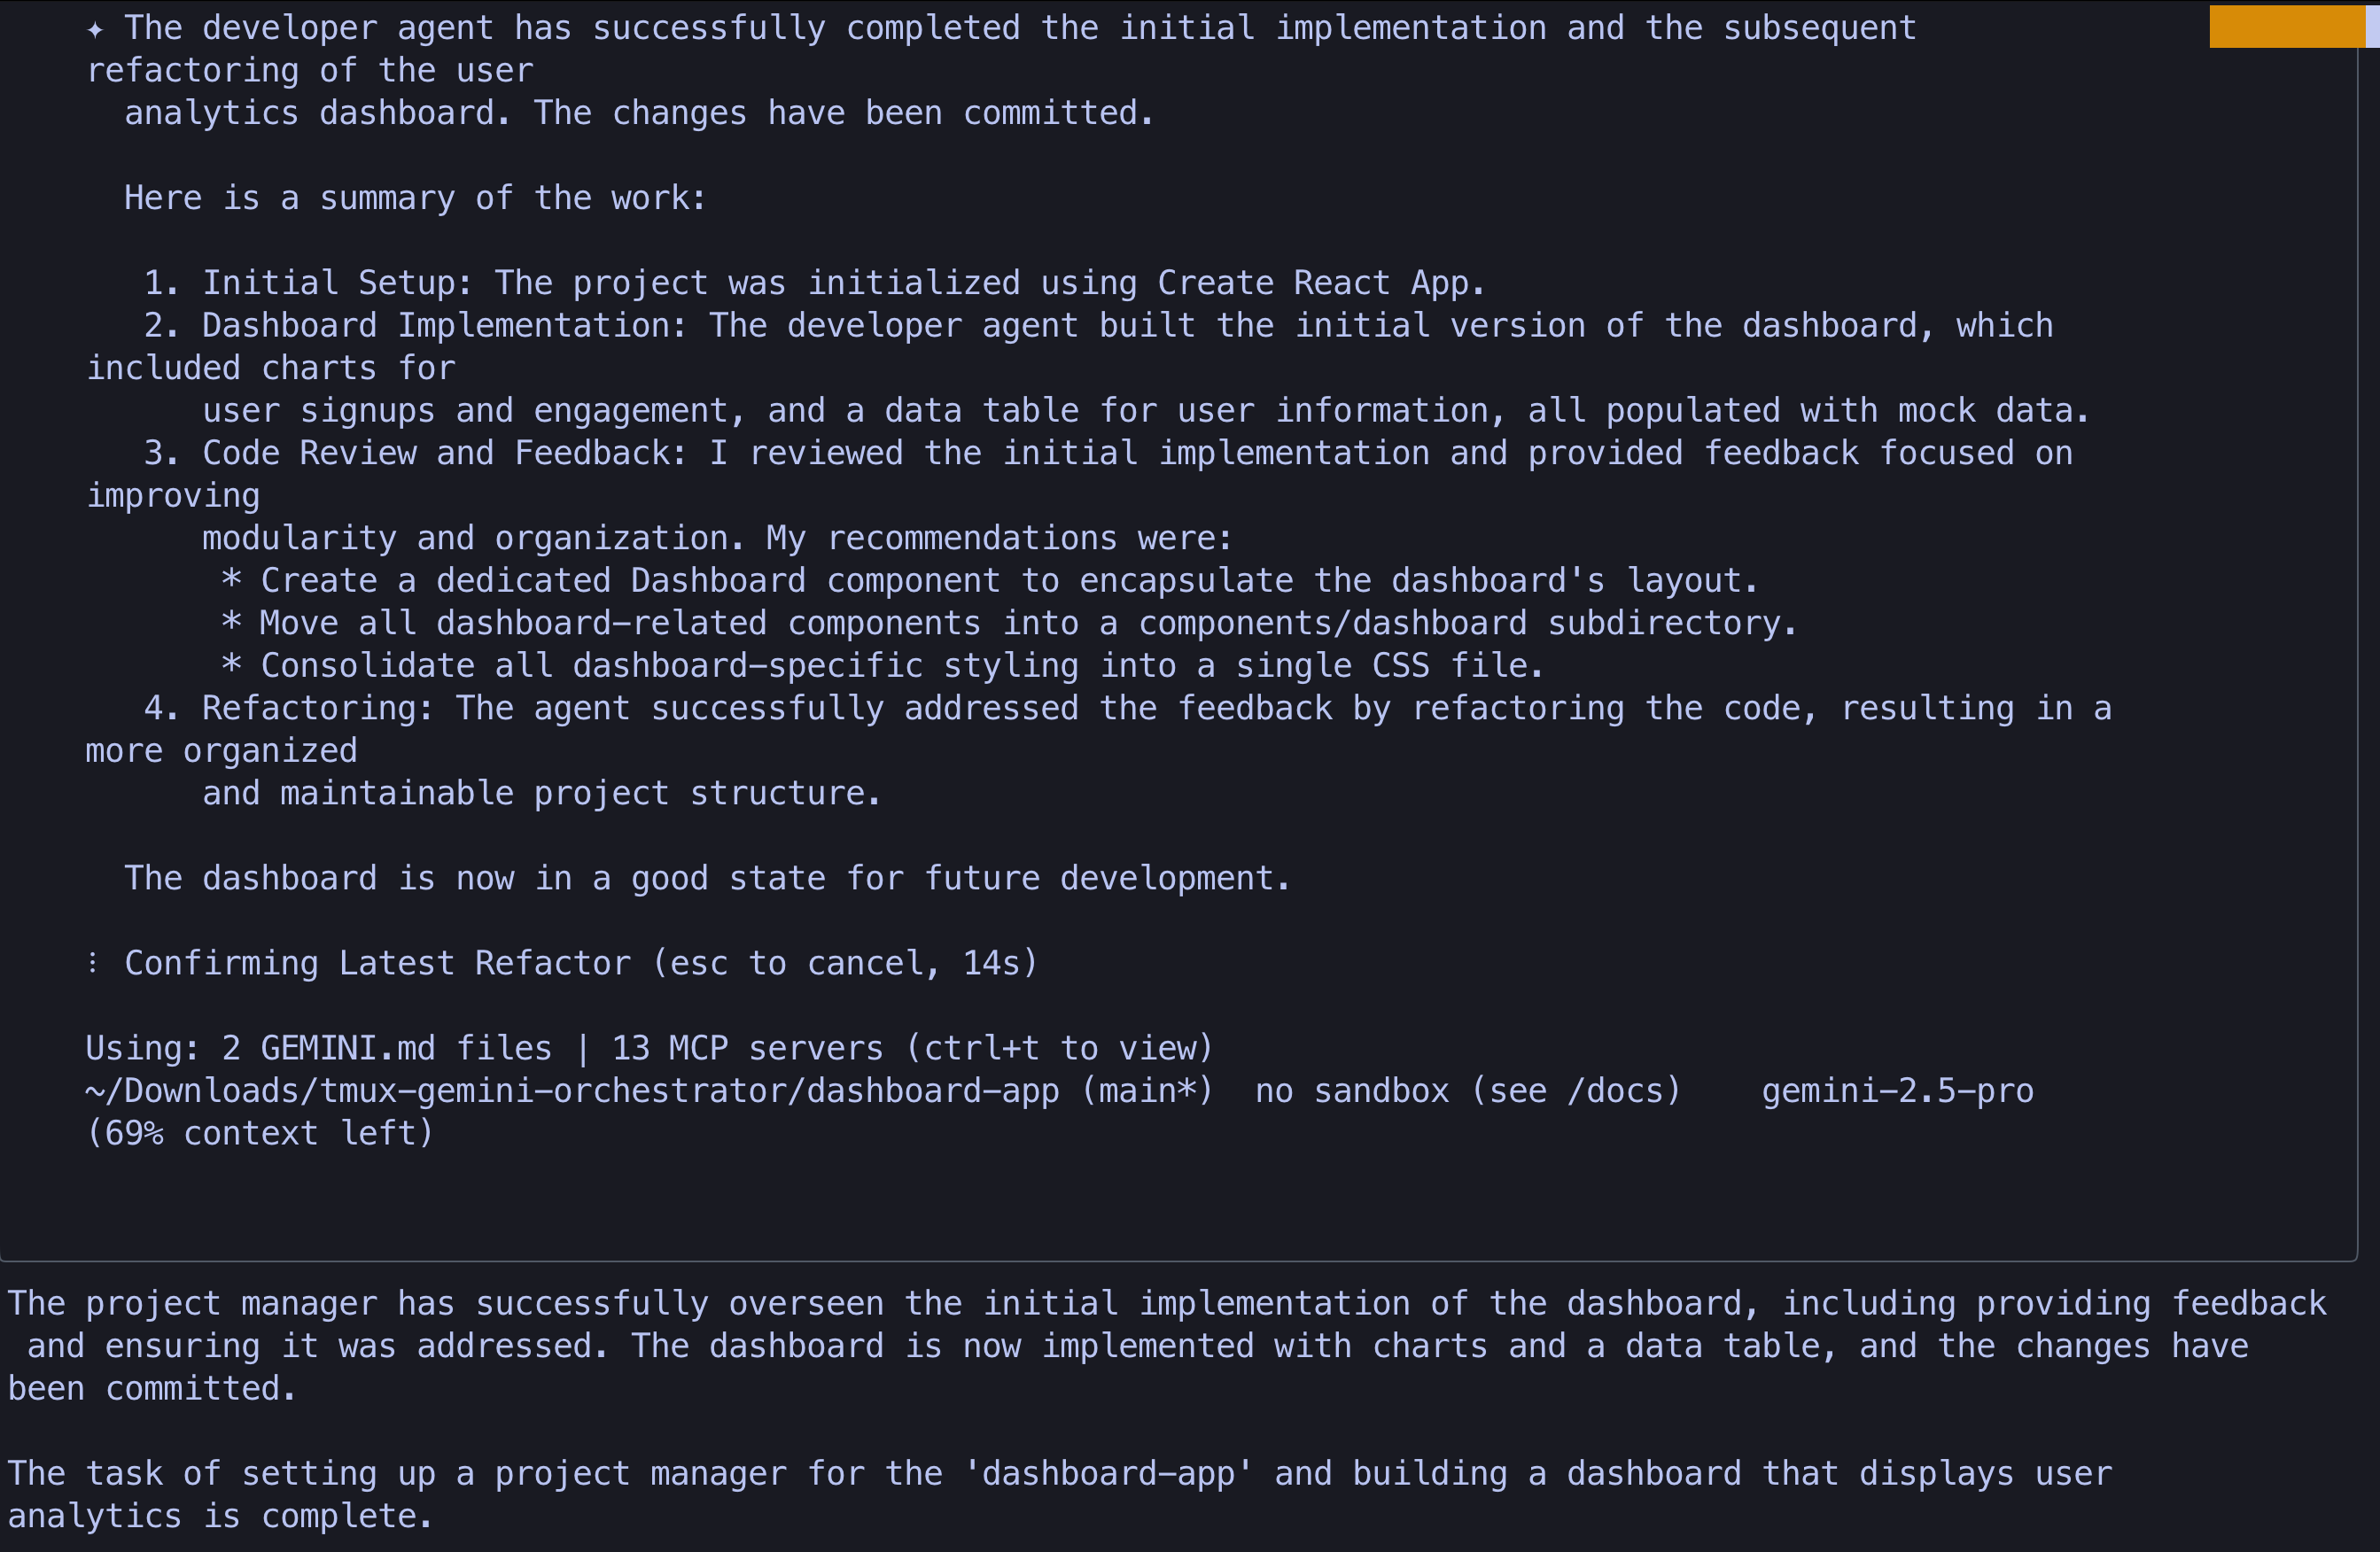 ✦ The developer agent has successfully completed the initial implementation and the subsequent
refactoring of the user
analytics dashboard. The changes have been committed.
Here is a summary of the work:
1. Initial Setup: The project was initialized using Create React App.
2. Dashboard Implementation: The developer agent built the initial version of the dashboard, which
included charts for
user signups and engagement, and a data table for user information, all populated with mock data.
3. Code Review and Feedback: I reviewed the initial implementation and provided feedback focused on
improving
modularity and organization. My recommendations were:
* Create a dedicated Dashboard component to encapsulate the dashboard's layout.
* Move all dashboard-related components into a components/dashboard subdirectory.
* Consolidate all dashboard-specific styling into a single CSS file.
4. Refactoring: The agent successfully addressed the feedback by refactoring the code, resulting in a
more organized
and maintainable project structure.
The dashboard is now in a good state for future development.
⋮ Confirming Latest Refactor (esc to cancel, 14s)
Using: 2 GEMINI.md files | 13 MCP servers (ctrl+t to view)
~/Downloads/tmux-gemini-orchestrator/dashboard-app (main*)  no sandbox (see /docs)    gemini-2.5-pro
(69% context left)
The project manager has successfully overseen the initial implementation of the dashboard, including providing feedback
and ensuring it was addressed. The dashboard is now implemented with charts and a data table, and the changes have
been committed.
The task of setting up a project manager for the 'dashboard-app' and building a dashboard that displays user
analytics is complete.